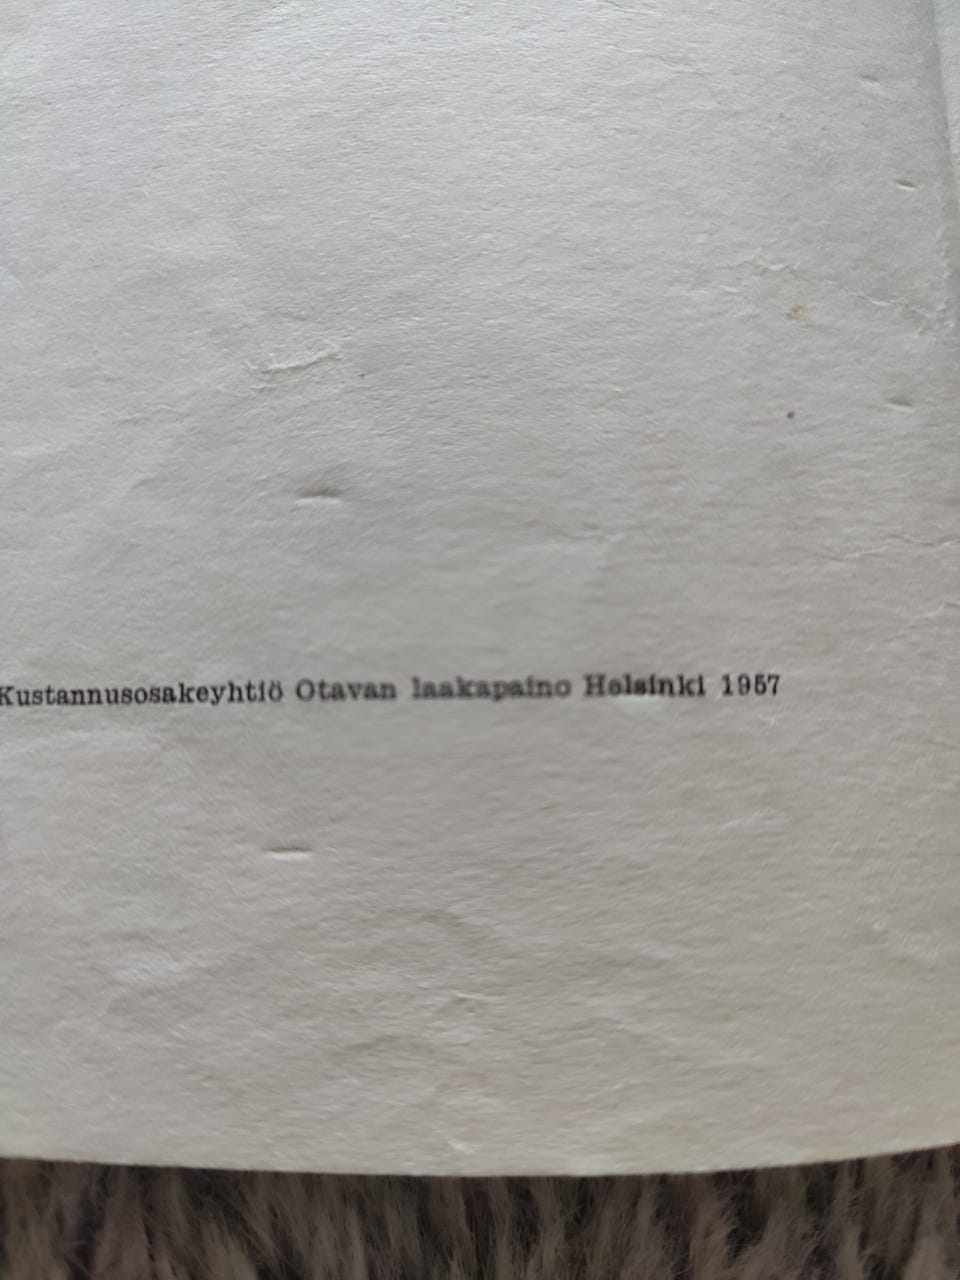 Kustannusosakeyhtiö Otavan laakapaino Helsinki 1957